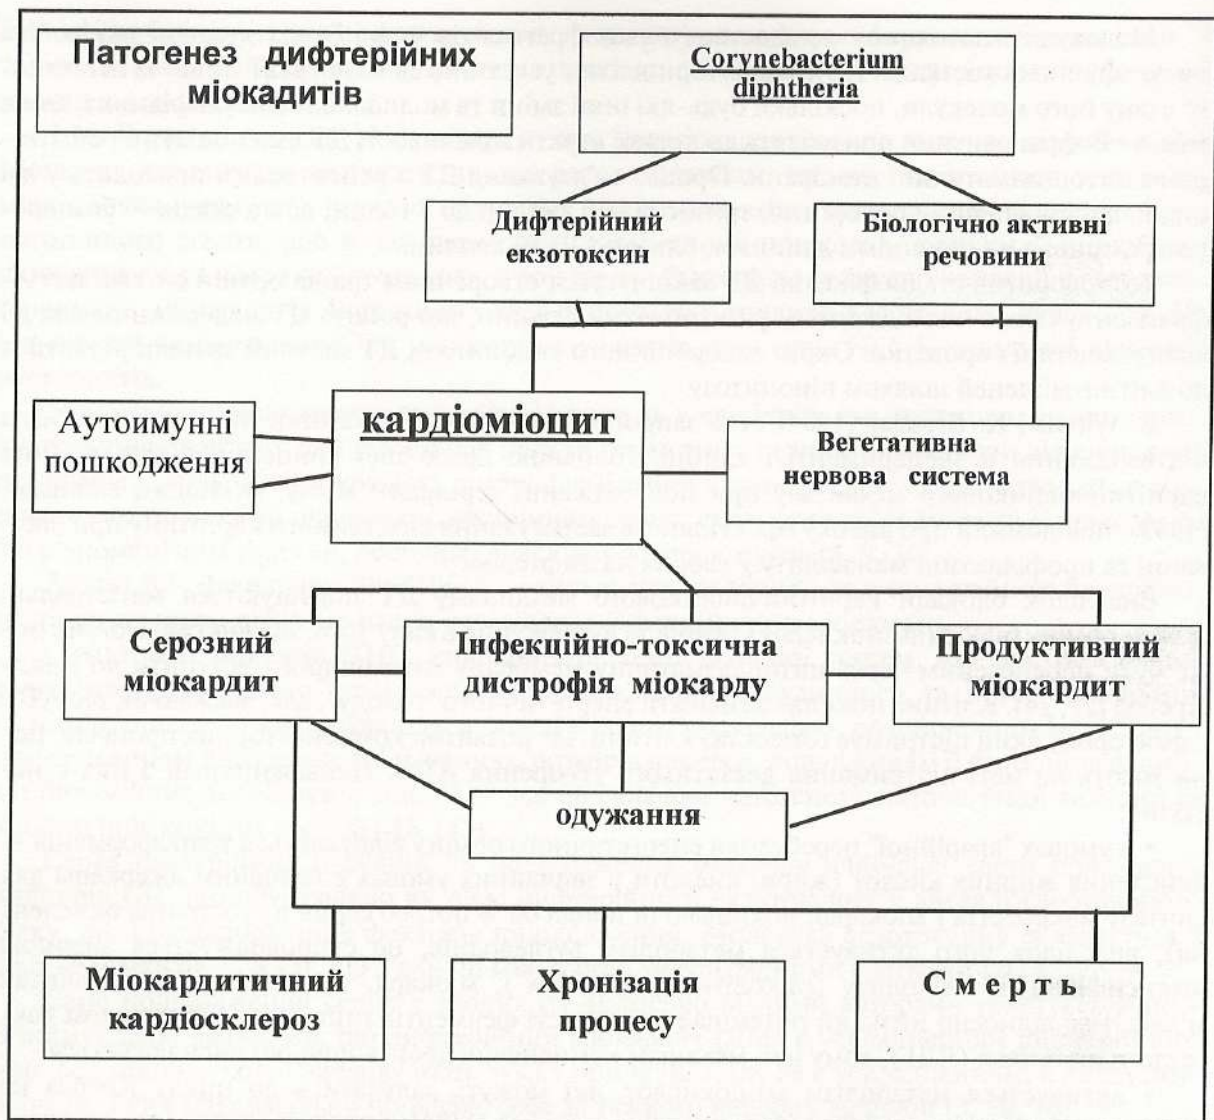 Патогенез дифтерійних
міокадитів
Corynebacterium
diphtheria
Дифтерійний
екзотоксин
Біологічно активні
речовини
Аутоимунні
пошкодження
кардіоміоцит
Вегетативна
нервова система
Серозний
міокардит
Інфекційно-токсична
дистрофія міокарду
Продуктивний
міокардит
одужання
Міокардитичний
кардіосклероз
Хронізація
процесу
Смерть